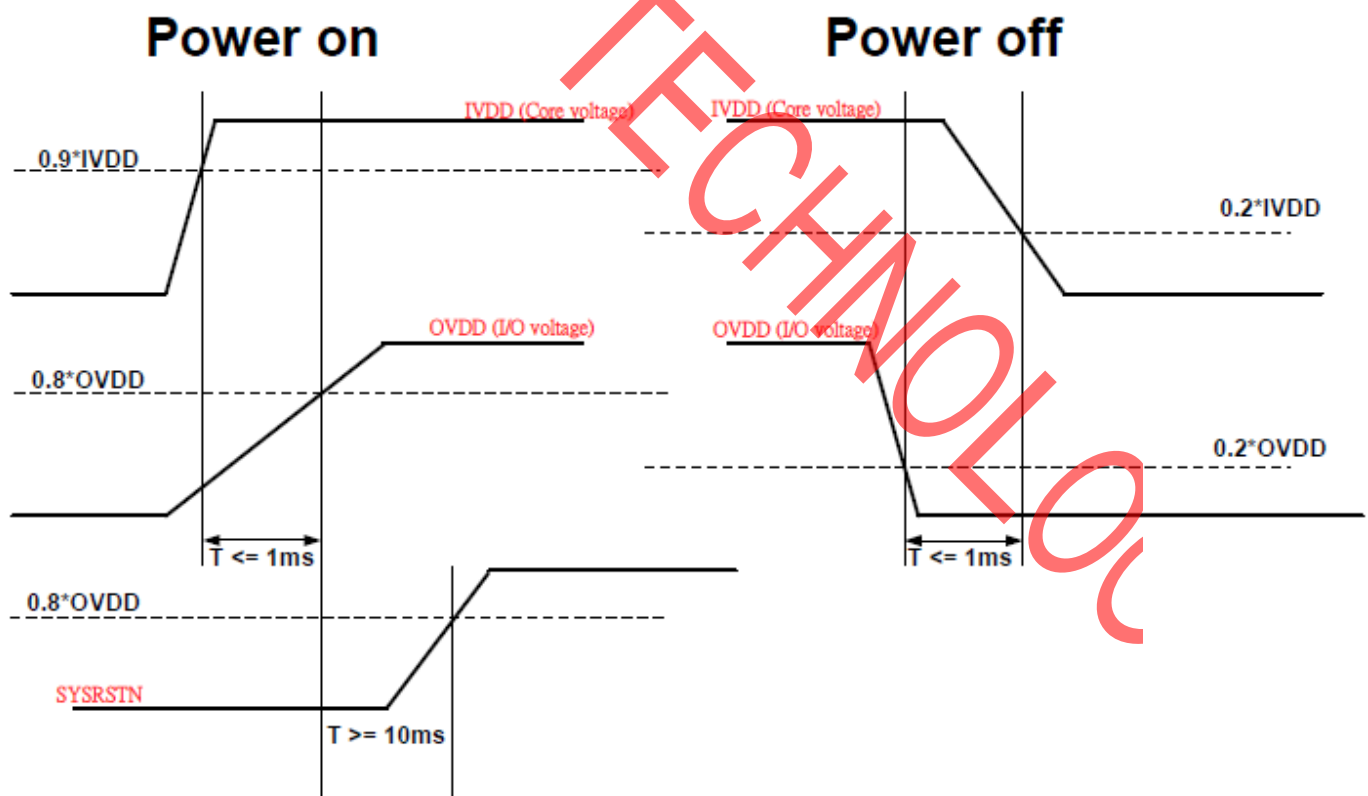 Power on
Power off
IVDD (Core voltage)
IVDD (Core voltage)
0.9*IVDD
0.2*IVDD
OVDD (I/O voltage)
OVDD (I/O voltage)
0.8*OVDD
0.2*OVDD
T <= 1ms
T <= 1ms
0.8*OVDD
SYSRSTN
T >= 10ms